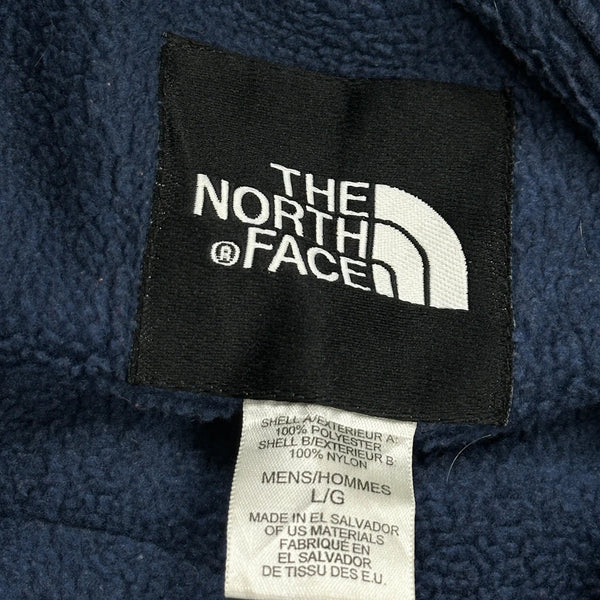 THE
NORTH
® FACE
SHELL A/EXTERIEUR A:
100% POLYESTER
SHELL B/EXTERIEUR B:
100% NYLON
MENS/HOMMES
L/G
MADE IN EL SALVADOR
OF US MATERIALS
FABRIQUÉ EN
EL SALVADOR
DE TISSU DES E.U.